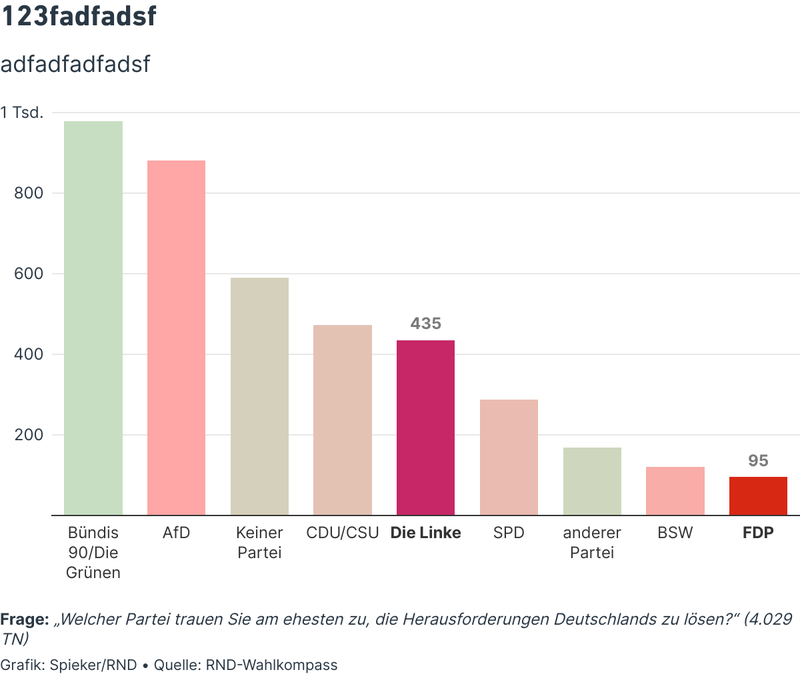 123fadfadsf
adfadfadfadsf
1 Tsd.
800
600
400
200
435
95
Bündis
90/Die
Grünen
AfD
Keiner
Partei
CDU/CSU
Die Linke
SPD
anderer
Partei
BSW
FDP
Frage: „Welcher Partei trauen Sie am ehesten zu, die Herausforderungen Deutschlands zu lösen?“ (4.029
TN)
Grafik: Spieker/RND • Quelle: RND-Wahlkompass